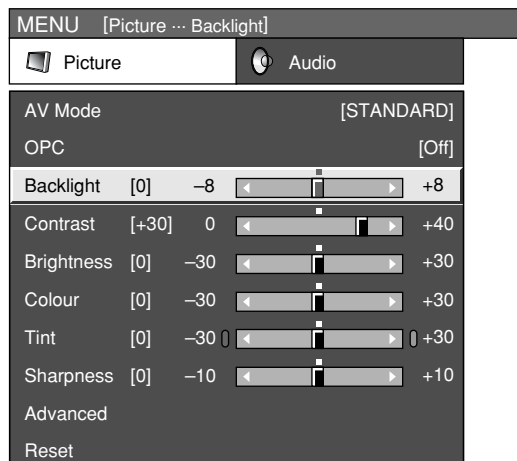 MENU [Picture ··· Backlight]
Picture Audio
AV Mode [STANDARD]
OPC [Off]
Backlight [0] –8 +8
Contrast [+30] 0 +40
Brightness [0] –30 +30
Colour [0] –30 +30
Tint [0] –30 +30
Sharpness [0] –10 +10
Advanced
Reset